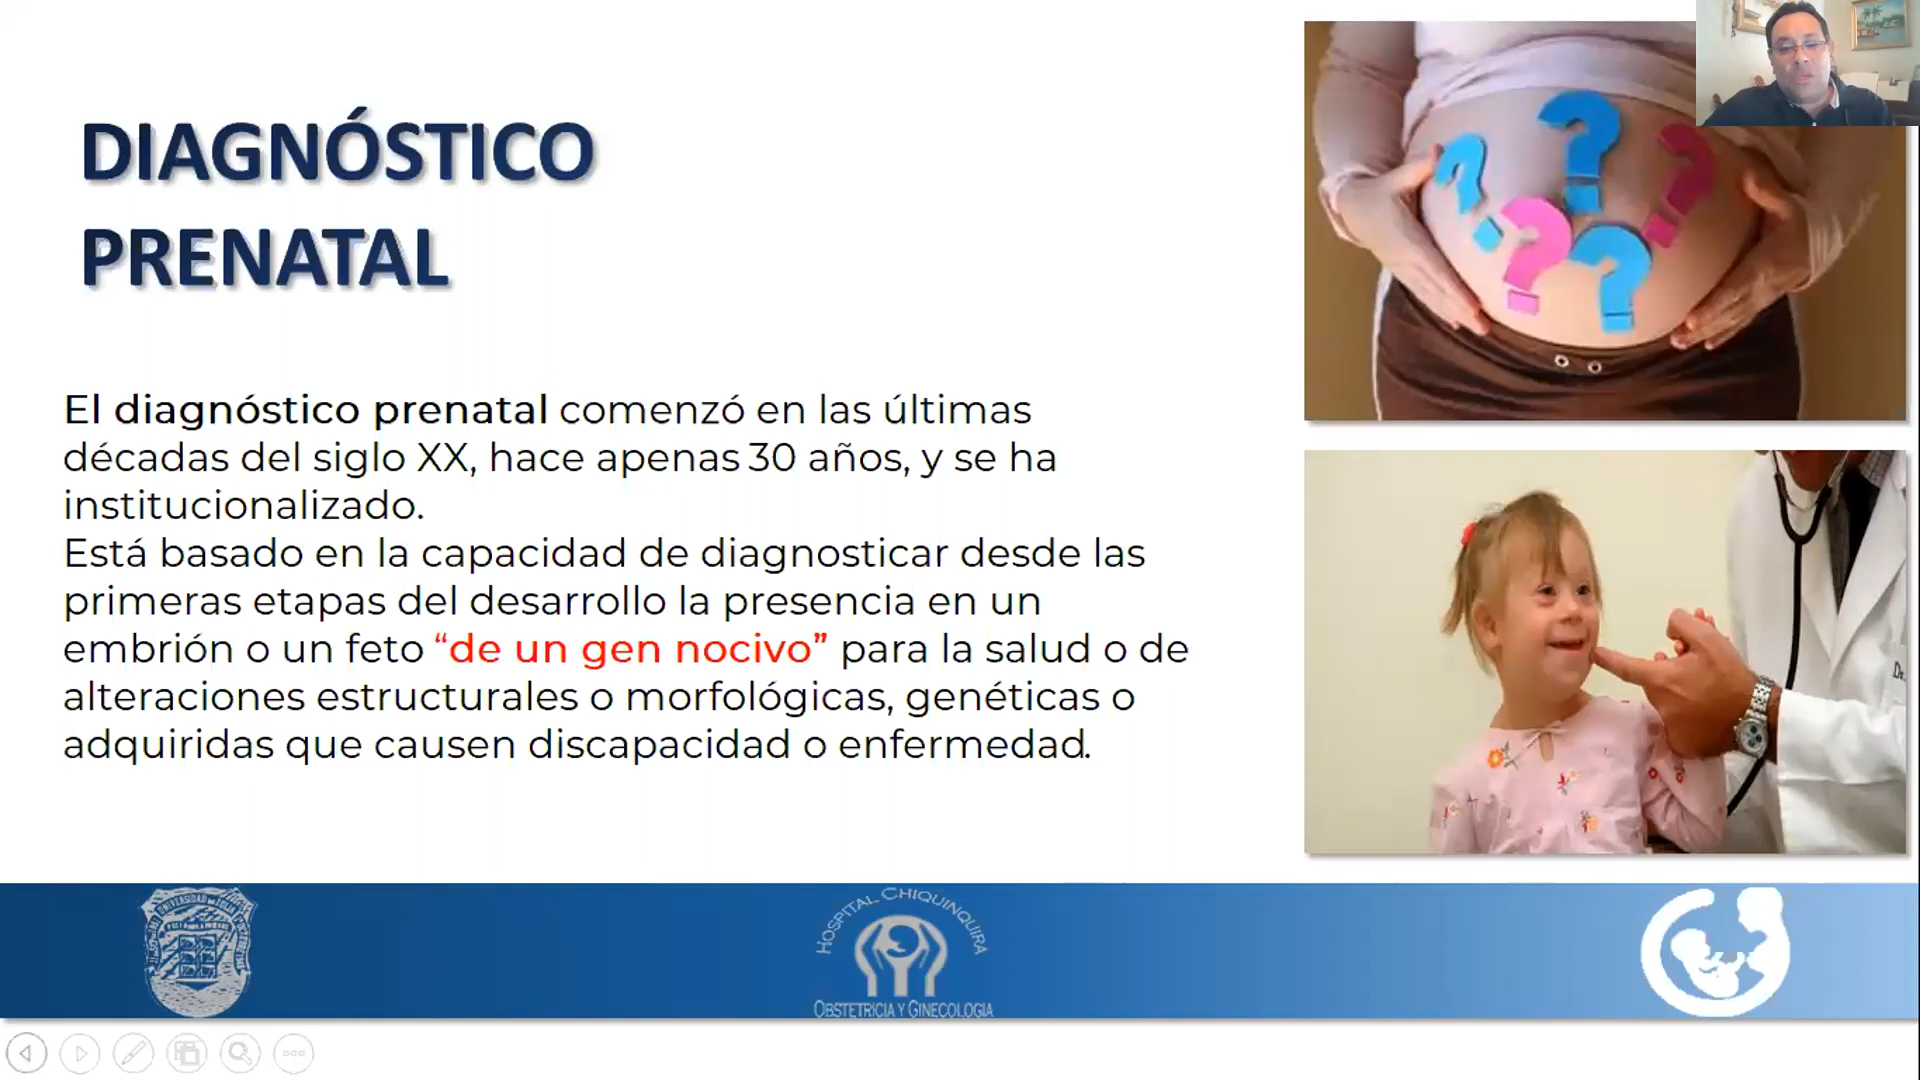 DIAGNÓSTICO
PRENATAL
El diagnóstico prenatal comenzó en las últimas
décadas del siglo XX, hace apenas 30 años, y se ha
institucionalizado.
Está basado en la capacidad de diagnosticar desde las
primeras etapas del desarrollo la presencia en un
embrión o un feto “de un gen nocivo” para la salud o de
alteraciones estructurales o morfológicas, genéticas o
adquiridas que causen discapacidad o enfermedad.
? ? ? ? ?
HOSPITAL CHIQUINQUIRA
OBSTETRICIA Y GINECOLOGIA